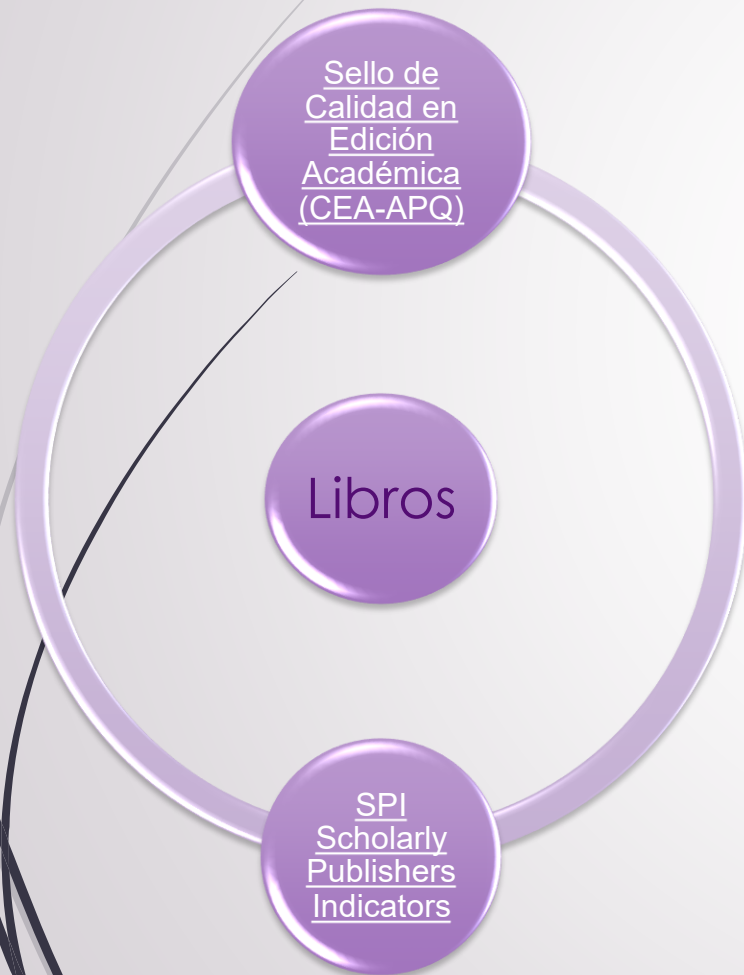 Sello de
Calidad en
Edición
Académica
(CEA-APQ)
Libros
SPI
Scholarly
Publishers
Indicators